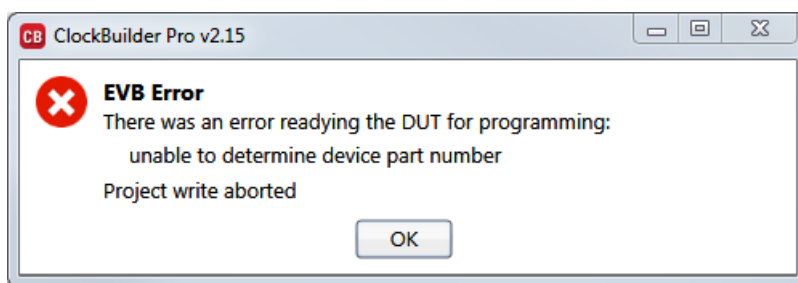 CB ClockBuilder Pro v2.15
EVB Error
There was an error readying the DUT for programming:
unable to determine device part number
Project write aborted
OK